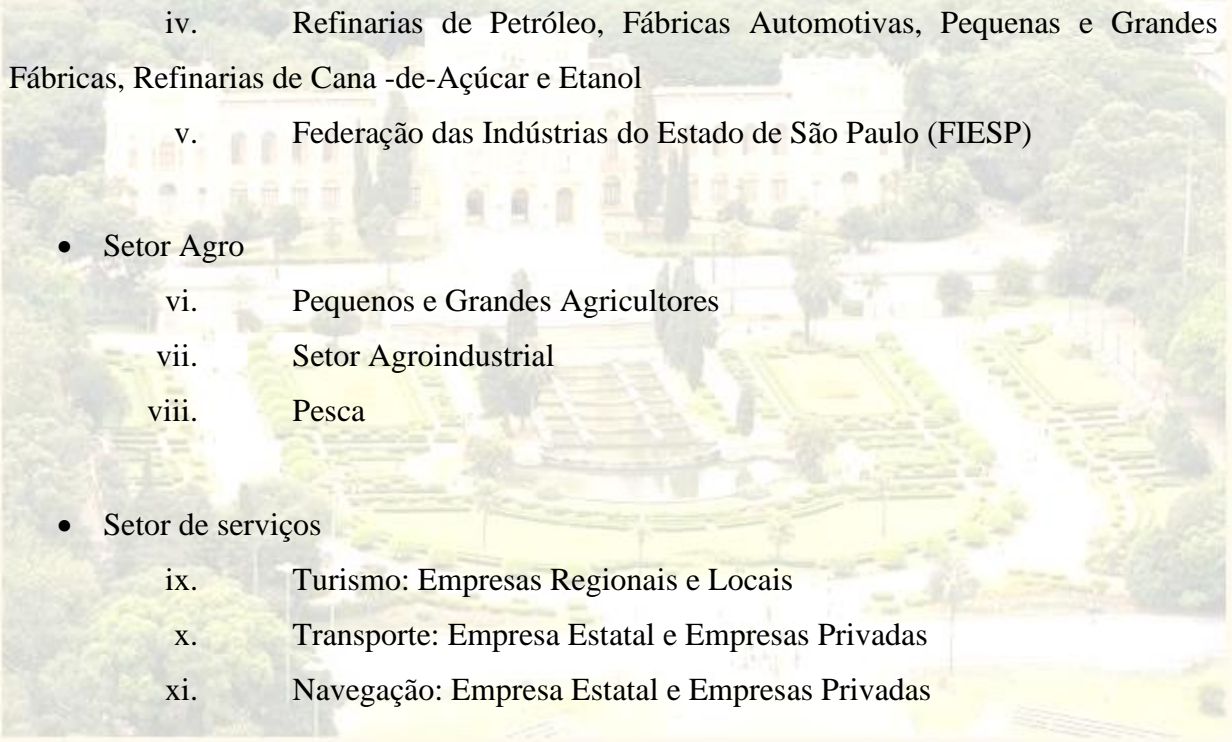 iv. Refinarias de Petróleo, Fábricas Automotivas, Pequenas e Grandes
Fábricas, Refinarias de Cana -de-Açúcar e Etanol
v. Federação das Indústrias do Estado de São Paulo (FIESP)
• Setor Agro
vi. Pequenos e Grandes Agricultores
vii. Setor Agroindustrial
viii. Pesca
• Setor de serviços
ix. Turismo: Empresas Regionais e Locais
x. Transporte: Empresa Estatal e Empresas Privadas
xi. Navegação: Empresa Estatal e Empresas Privadas